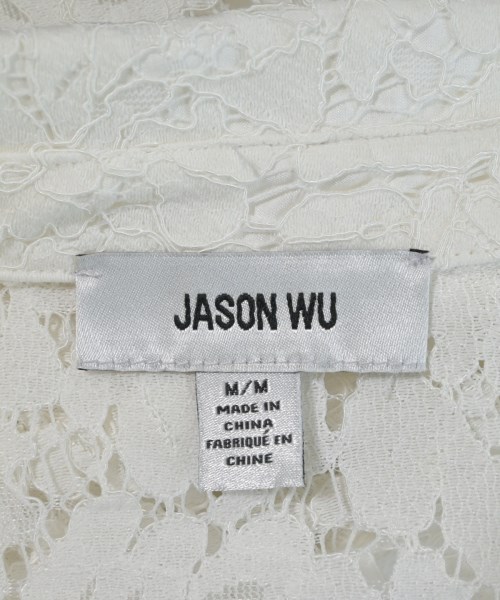 JASON WU
M/M
MADE IN
CHINA
FABRIQUÉ EN
CHINE